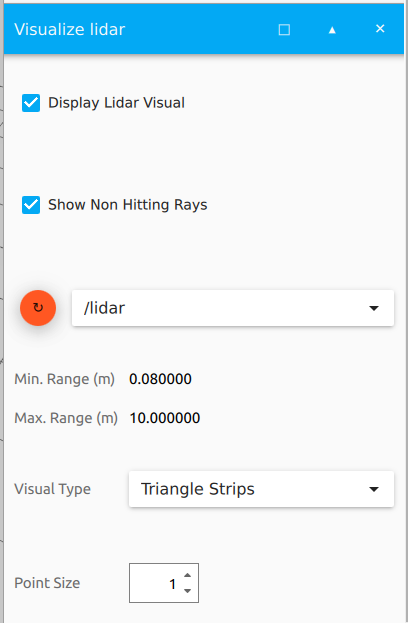 Visualize lidar
Display Lidar Visual
Show Non Hitting Rays
/lidar
Min. Range (m) 0.080000
Max. Range (m) 10.000000
Visual Type Triangle Strips
Point Size 1